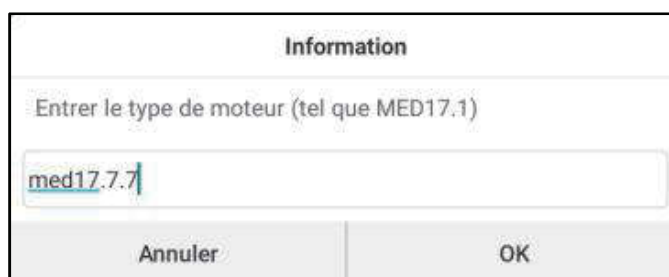 Information
Entrer le type de moteur (tel que MED17.1)
med17.7.7
Annuler
OK